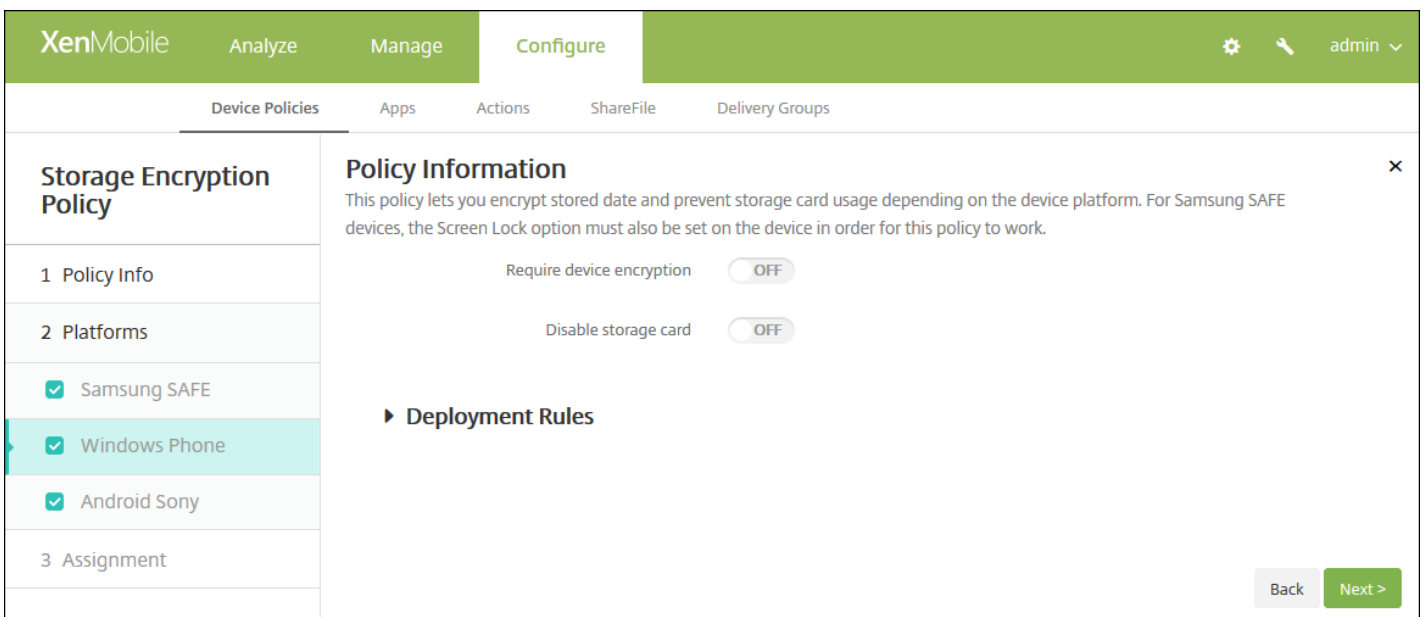 XenMobile Analyze Manage Configure admin
Device Policies Apps Actions ShareFile Delivery Groups
Storage Encryption
Policy
1 Policy Info
2 Platforms
Samsung SAFE
Windows Phone
Android Sony
3 Assignment
Policy Information
This policy lets you encrypt stored date and prevent storage card usage depending on the device platform. For Samsung SAFE
devices, the Screen Lock option must also be set on the device in order for this policy to work.
Require device encryption OFF
Disable storage card OFF
Deployment Rules
Back Next >